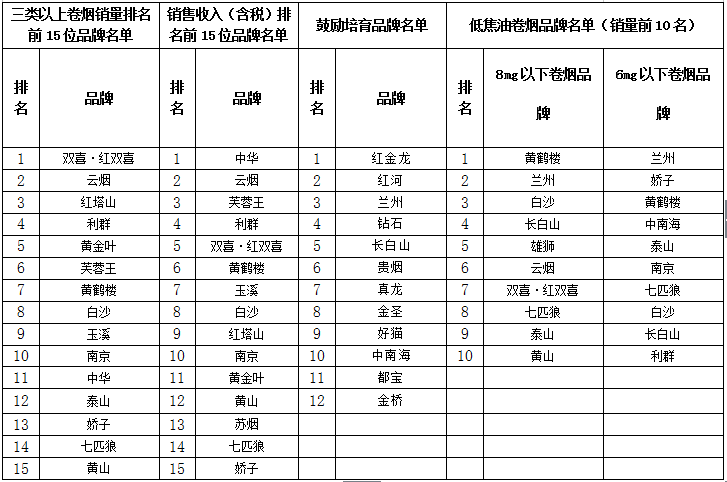 三类以上卷烟销量排名前15位品牌名单 销售收入（含税）排名前15位品牌名单 鼓励培育品牌名单 低焦油卷烟品牌名单（销量前10名）
排名 品牌 排名 品牌 排名 品牌 排名 8mg以下卷烟品牌 6mg以下卷烟品牌
1 双喜·红双喜 1 中华 1 红金龙 1 黄鹤楼 兰州
2 云烟 2 云烟 2 红河 2 兰州 娇子
3 红塔山 3 芙蓉王 3 兰州 3 白沙 黄鹤楼
4 利群 4 利群 4 钻石 4 长白山 中南海
5 黄金叶 5 双喜·红双喜 5 长白山 5 雄狮 泰山
6 芙蓉王 6 黄鹤楼 6 贵烟 6 云烟 南京
7 黄鹤楼 7 玉溪 7 真龙 7 双喜·红双喜 七匹狼
8 白沙 8 白沙 8 金圣 8 七匹狼 白沙
9 玉溪 9 红塔山 9 好猫 9 泰山 长白山
10 南京 10 南京 10 中南海 10 黄山 利群
11 中华 11 黄金叶 11 都宝
12 泰山 12 黄山 12 金桥
13 娇子 13 苏烟
14 七匹狼 14 七匹狼
15 黄山 15 娇子